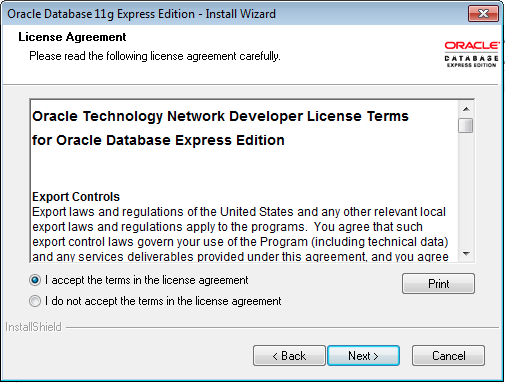 Oracle Database 11g Express Edition - Install Wizard
License Agreement
Please read the following license agreement carefully.
ORACLE
DATABASE
EXPRESS EDITION
Oracle Technology Network Developer License Terms
for Oracle Database Express Edition
Export Controls
Export laws and regulations of the United States and any other relevant local
export laws and regulations apply to the programs. You agree that such
export control laws govern your use of the Program (including technical data)
and any services deliverables provided under this agreement, and you agree
I accept the terms in the license agreement
I do not accept the terms in the license agreement
Print
InstallShield
< Back
Next >
Cancel